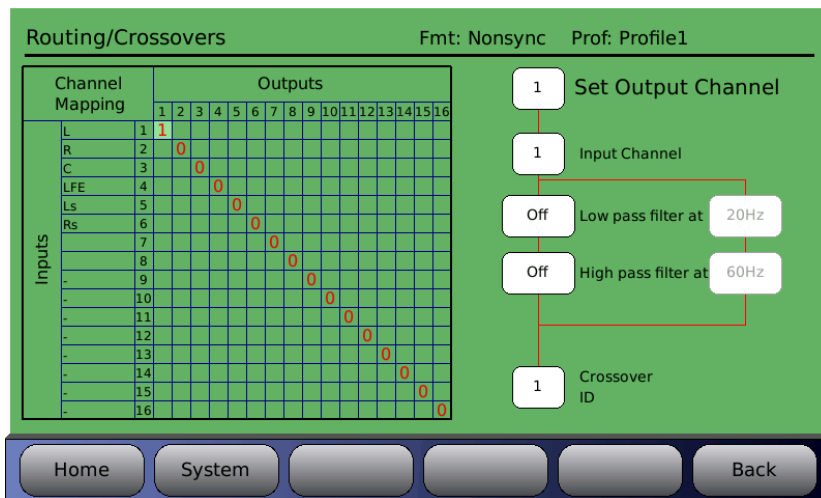 Routing/Crossovers Fmt: Nonsync Prof: Profile1
Channel Mapping
Outputs
1 2 3 4 5 6 7 8 9 10 11 12 13 14 15 16
Inputs
L 1 1
R 2 0
C 3 0
LFE 4 0
Ls 5 0
Rs 6 0
7 0
8 0
- 9 0
- 10 0
- 11 0
- 12 0
- 13 0
- 14 0
- 15 0
- 16 0
1 Set Output Channel
1 Input Channel
Off Low pass filter at 20Hz
Off High pass filter at 60Hz
1 Crossover
ID
Home System Back